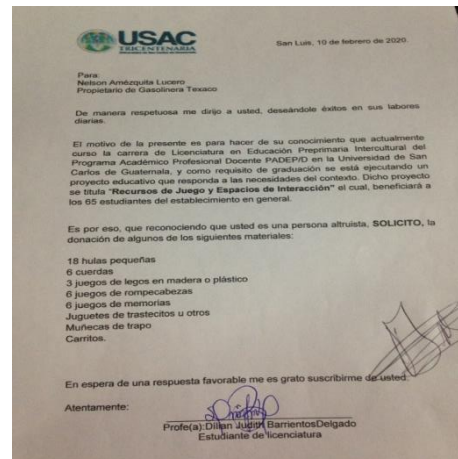 USAC
TRICENTENARIA
San Luis, 10 de febrero de 2020.
Para:
Nelson Amézquita Lucero
Propietario de Gasolinera Texaco
De manera respetuosa me dirijo a usted, deseándole éxitos en sus labores
diarias.
El motivo de la presente es para hacer de su conocimiento que actualmente
curso la carrera de Licenciatura en Educación Preprimaria Intercultural del
Programa Académico Profesional Docente PADEP/D en la Universidad de San
Carlos de Guatemala, y como requisito de graduación se está ejecutando un
proyecto educativo que responda a las necesidades del contexto. Dicho proyecto
se titula "Recursos de Juego y Espacios de Interacción" el cual, beneficiará a
los 65 estudiantes del establecimiento en general.
Es por eso, que reconociendo que usted es una persona altruista, SOLICITO, la
donación de algunos de los siguientes materiales:
18 hulas pequeñas
6 cuerdas
3 juegos de legos en madera o plástico
6 juegos de rompecabezas
6 juegos de memorias
Juguetes de trastecitos u otros
Muñecas de trapo
Carritos.
En espera de una respuesta favorable me es grato suscribirme de usted.
Atentamente:
Profe(a):Dilian Judith BarrientosDelgado
Estudiante de licenciatura